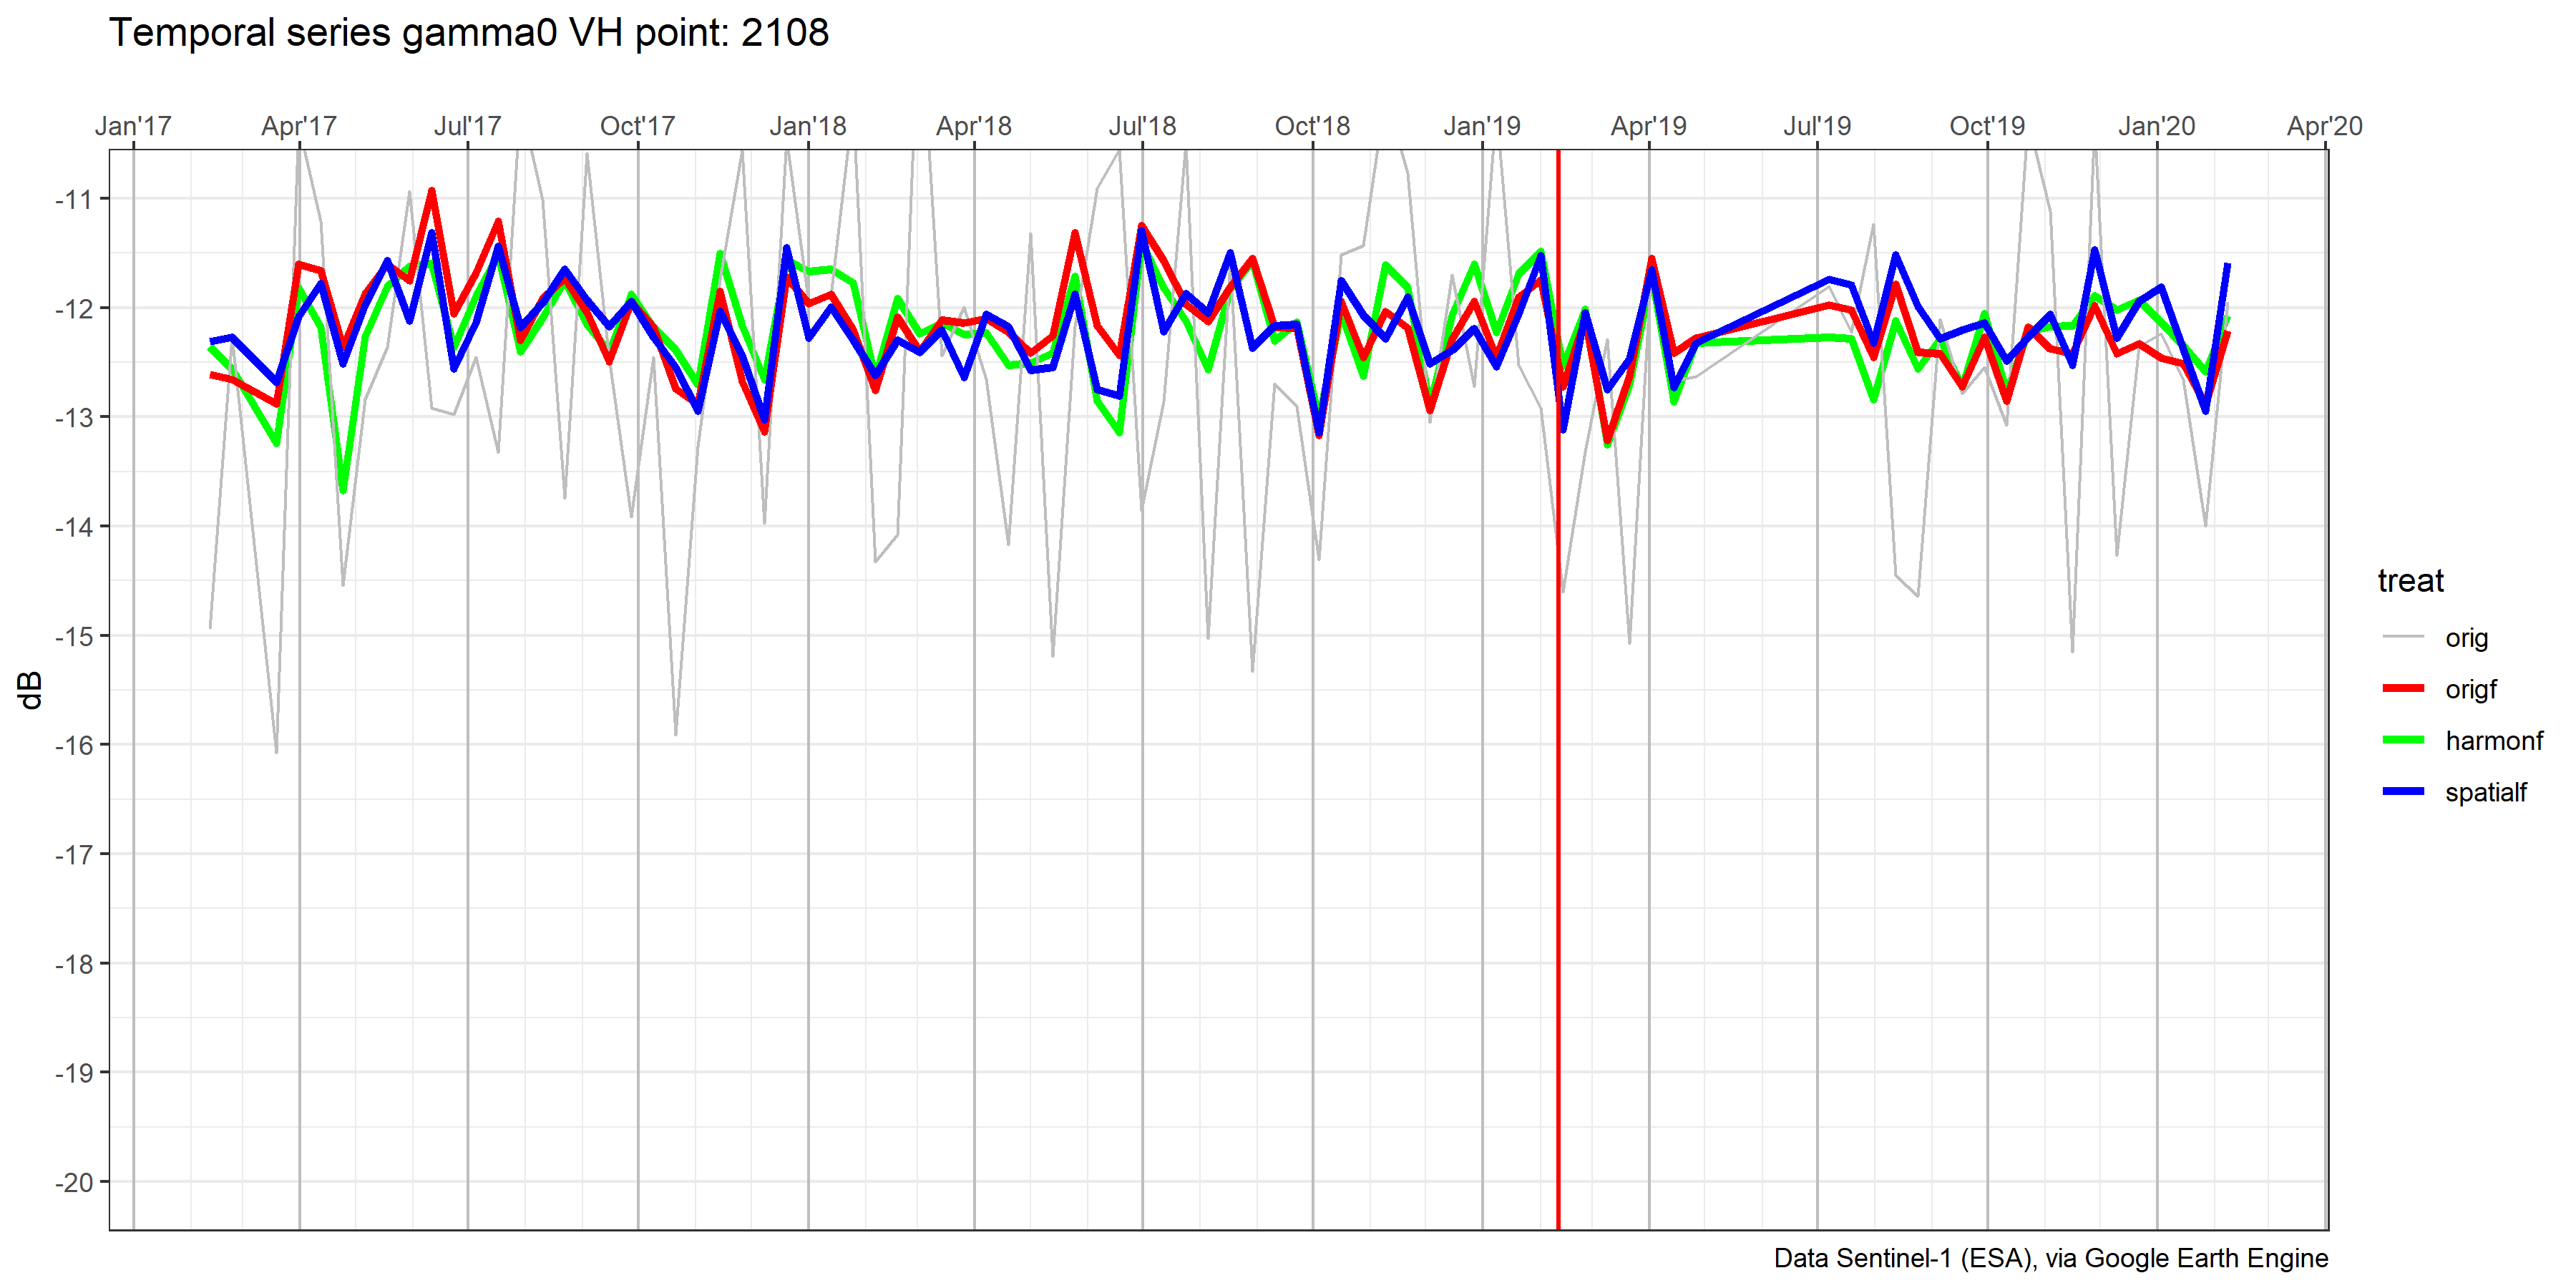 Temporal series gamma0 VH point: 2108
Jan'17 Apr'17 Jul'17 Oct'17 Jan'18 Apr'18 Jul'18 Oct'18 Jan'19 Apr'19 Jul'19 Oct'19 Jan'20 Apr'20
-11
-12
-13
-14
-15
-16
-17
-18
-19
-20
dB
treat
orig
origf
harmonf
spatialf
Data Sentinel-1 (ESA), via Google Earth Engine